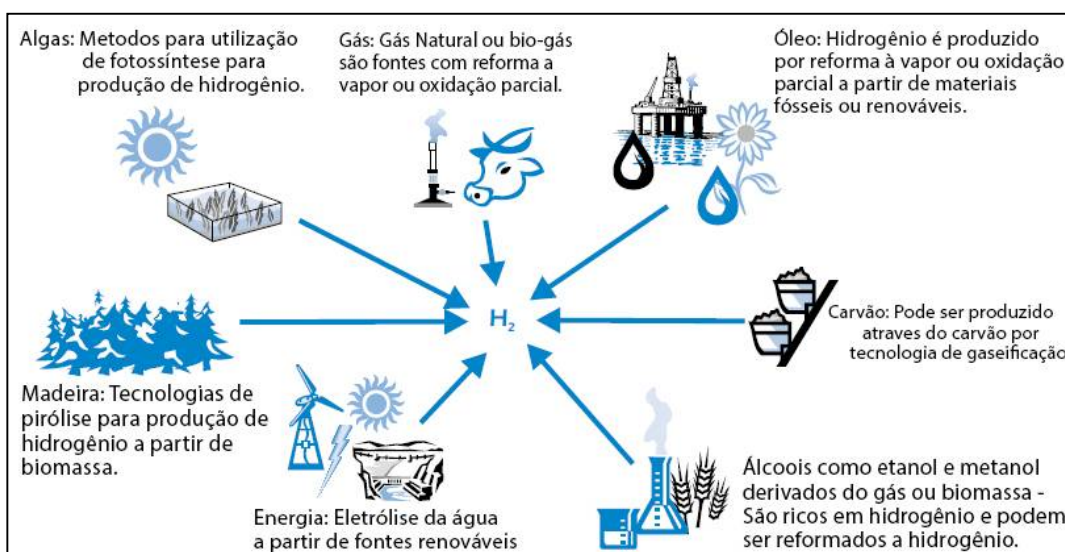 Algas: Metodos para utilização
de fotossíntese para
produção de hidrogênio.
Gás: Gás Natural ou bio-gás
são fontes com reforma a
vapor ou oxidação parcial.
Óleo: Hidrogênio é produzido
por reforma à vapor ou oxidação
parcial a partir de materiais
fósseis ou renováveis.
H₂
Carvão: Pode ser produzido
atraves do carvão por
tecnologia de gaseificação
Madeira: Tecnologias de
pirólise para produção de
hidrogênio a partir de
biomassa.
Energia: Eletrólise da água
a partir de fontes renováveis
Álcoois como etanol e metanol
derivados do gás ou biomassa -
São ricos em hidrogênio e podem
ser reformados a hidrogênio.